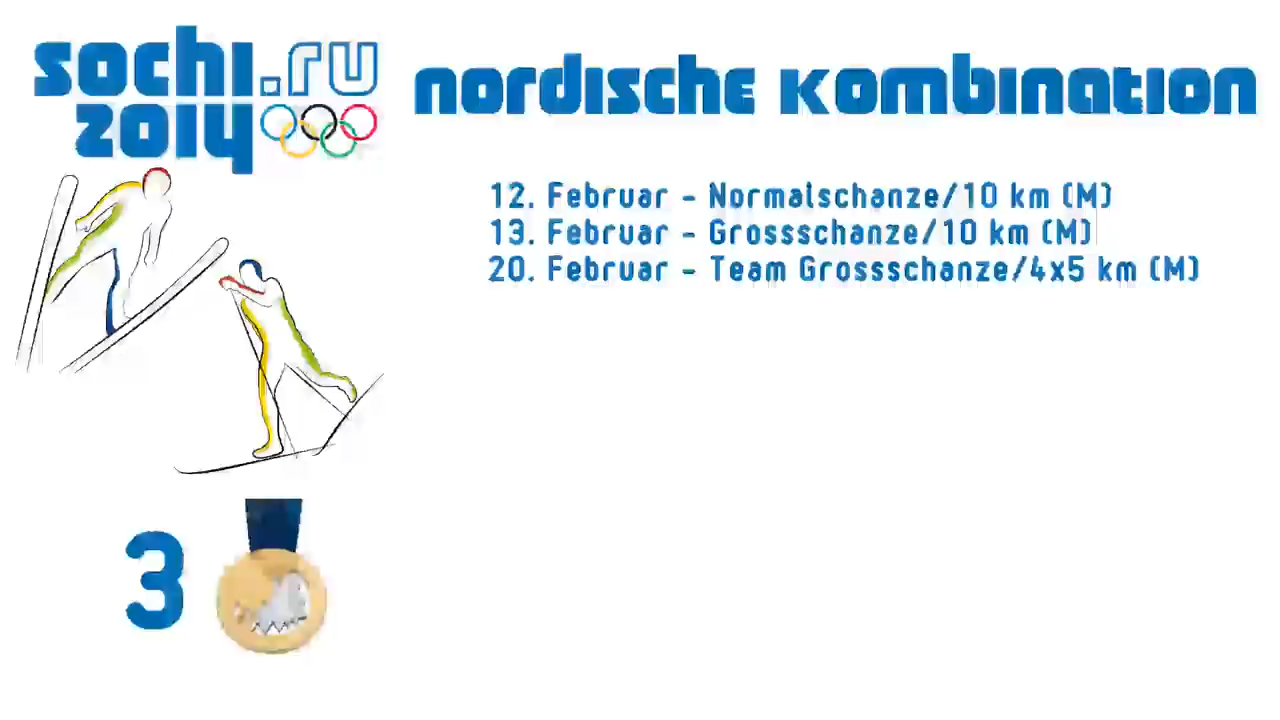 sochi.ru
2014
Nordische Kombination
12. Februar - Normalschanze/10 km (M)
13. Februar - Grossschanze/10 km (M)
20. Februar - Team Grossschanze/4x5 km (M)
3